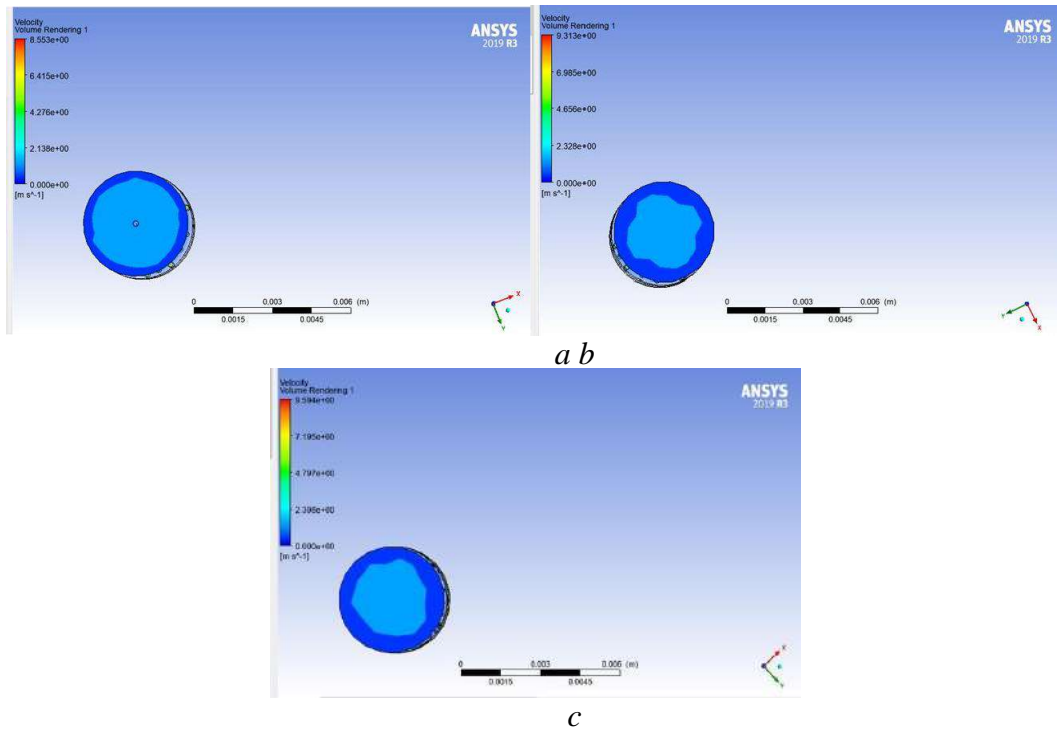 Velocity
Volume Rendering 1
8.553e+00
6.415e+00
4.276e+00
2.138e+00
0.000e+00
[m s^-1]
ANSYS
2019 R3
0 0.003 0.006 (m)
0.0015 0.0045
X
Y
Velocity
Volume Rendering 1
9.313e+00
6.985e+00
4.656e+00
2.328e+00
0.000e+00
[m s^-1]
ANSYS
2019 R3
0 0.003 0.006 (m)
0.0015 0.0045
Y
X
a b
Velocity
Volume Rendering 1
9.594e+00
7.195e+00
4.797e+00
2.398e+00
0.000e+00
[m s^-1]
ANSYS
2019 R3
0 0.003 0.006 (m)
0.0015 0.0045
X
Y
c